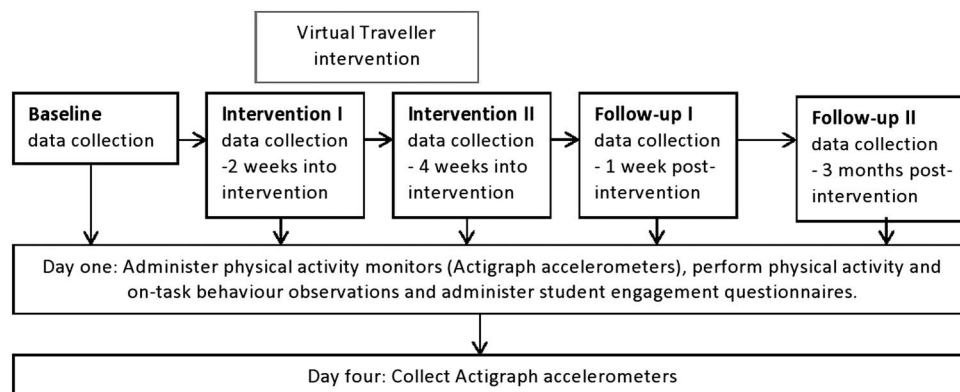 Virtual Traveller
intervention
Baseline
data collection
Intervention I
data collection
-2 weeks into
intervention
Intervention II
data collection
- 4 weeks into
intervention
Follow-up I
data collection
- 1 week post-
intervention
Follow-up II
data collection
- 3 months post-
intervention
Day one: Administer physical activity monitors (Actigraph accelerometers), perform physical activity and
on-task behaviour observations and administer student engagement questionnaires.
Day four: Collect Actigraph accelerometers